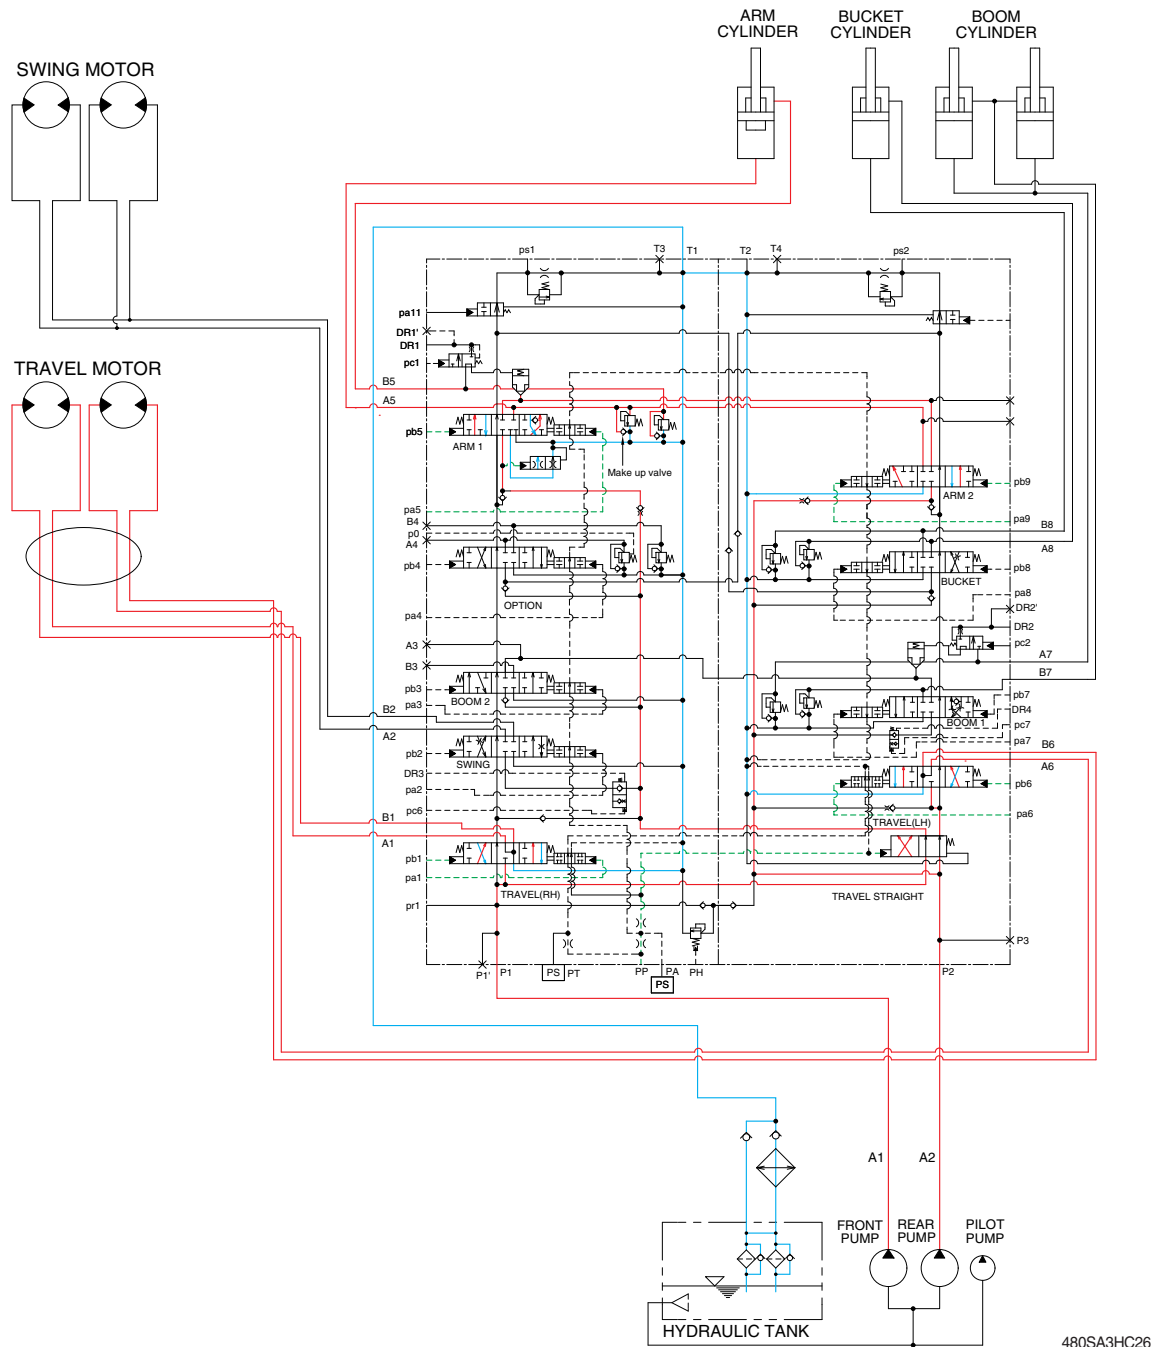 ARM
CYLINDER
BUCKET
CYLINDER
BOOM
CYLINDER
SWING MOTOR
TRAVEL MOTOR
ps1
T3
T1
T2
T4
ps2
pa11
DR1'
DR1
pc1
B5
A5
pb5
ARM 1
Make up valve
ARM 2
pb9
pa5
pa9
B4
p0
A4
B8
A8
pb4
OPTION
BUCKET
pb8
pa4
pa8
DR2'
DR2
pc2
A3
B3
A7
B7
pb3
BOOM 2
pa3
B2
A2
BOOM 1
pb7
DR4
pc7
pa7
B6
A6
pb2
SWING
DR3
pa2
pc6
pb6
pa6
B1
A1
TRAVEL(LH)
pb1
pa1
TRAVEL(RH)
TRAVEL STRAIGHT
pr1
P3
P1'
P1
PS
PT
PP
PA
PS
PH
P2
A1
A2
FRONT
PUMP
REAR
PUMP
PILOT
PUMP
HYDRAULIC TANK
480SA3HC26